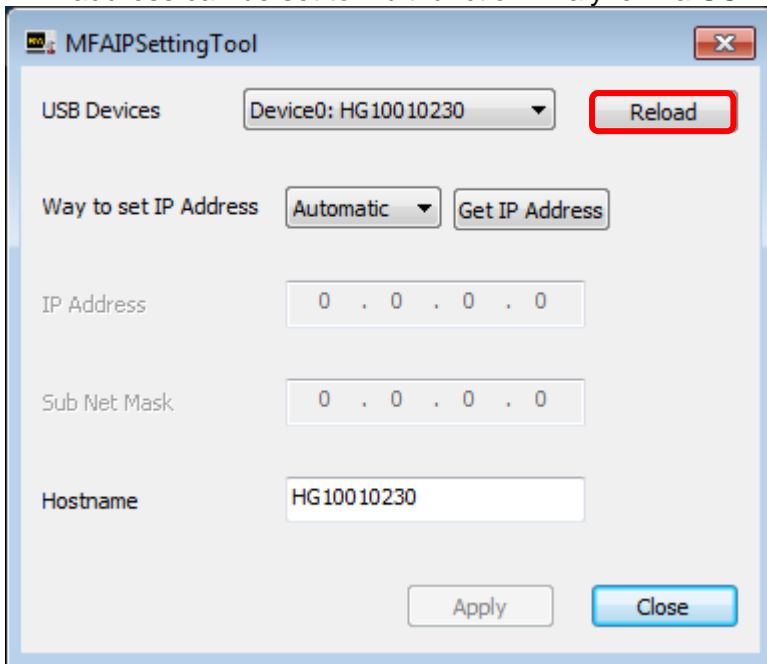 MFAIPSettingTool
USB Devices Device0: HG10010230 Reload
Way to set IP Address Automatic Get IP Address
IP Address 0 . 0 . 0 . 0
Sub Net Mask 0 . 0 . 0 . 0
Hostname HG10010230
Apply Close